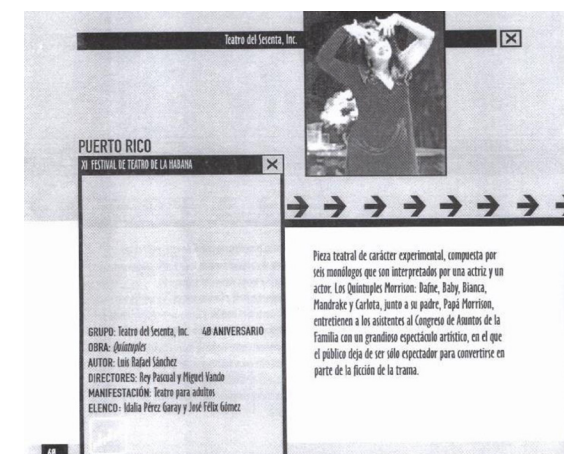 Teatro del Sesenta, Inc.
PUERTO RICO
XI FESTIVAL DE TEATRO DE LA HABANA
Pieza teatral de carácter experimental, compuesta por
seis monólogos que son interpretados por una actriz y un
actor. Los Quíntuples Morrison: Dafne, Baby, Bianca,
Mandrake y Carlota, junto a su padre, Papá Morrison,
entretienen a los asistentes al Congreso de Asuntos de la
Familia con un grandioso espectáculo artístico, en el que
el público deja de ser sólo espectador para convertirse en
parte de la ficción de la trama.
GRUPO: Teatro del Sesenta, Inc. 40 ANIVERSARIO
OBRA: Quíntuples
AUTOR: Luis Rafael Sánchez
DIRECTORES: Rey Pascual y Miguel Vando
MANIFESTACIÓN: Teatro para adultos
ELENCO: Idalia Pérez Garay y José Félix Gómez